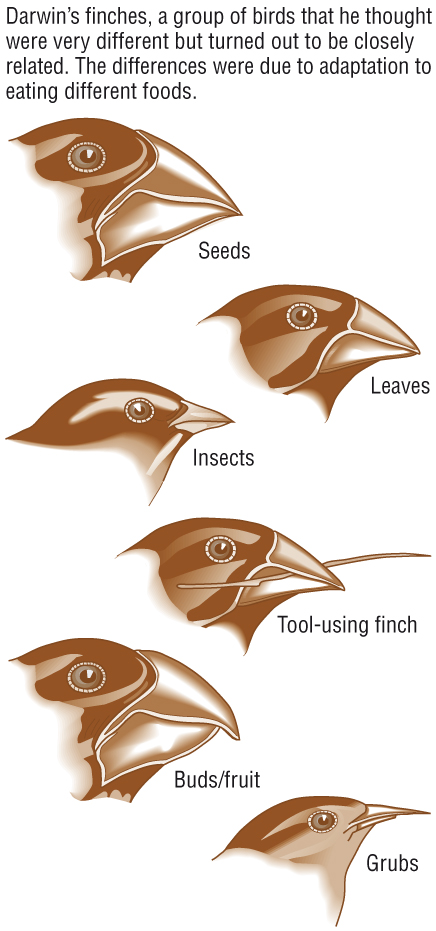 Darwin's finches, a group of birds that he thought
were very different but turned out to be closely
related. The differences were due to adaptation to
eating different foods.
Seeds
Leaves
Insects
Tool-using finch
Buds/fruit
Grubs